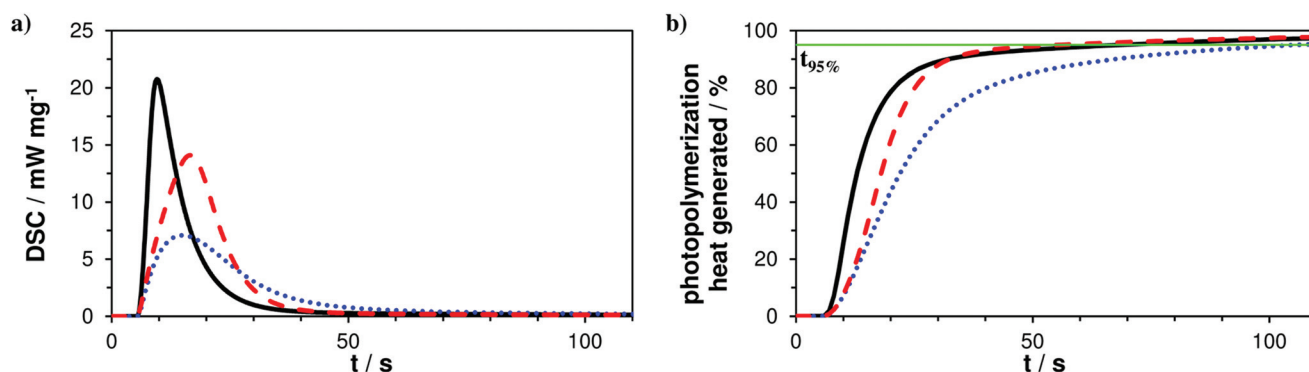 a)
DSC / mW mg⁻¹
25
20
15
10
5
0
0 50 100
t / s
b)
photopolymerization
heat generated / %
100
80
60
40
20
0
t95%
0 50 100
t / s